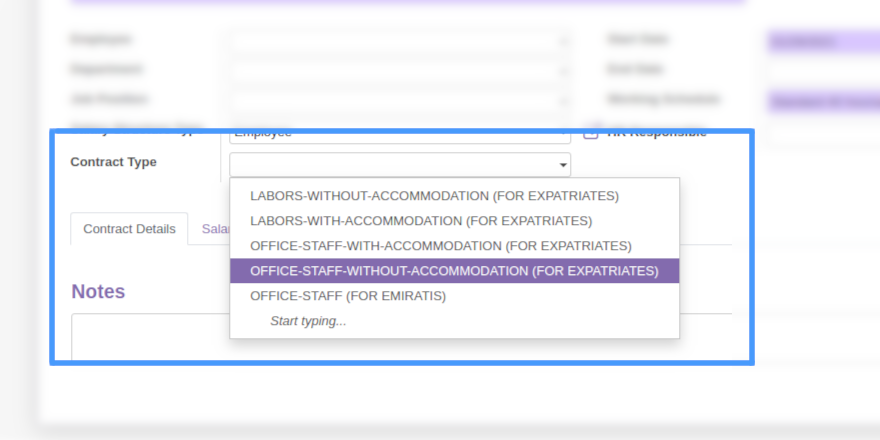 Employee
Start Date
Department
End Date
Job Position
Working Schedule
Employee
HR Responsible
Contract Type
LABORS-WITHOUT-ACCOMMODATION (FOR EXPATRIATES)
LABORS-WITH-ACCOMMODATION (FOR EXPATRIATES)
Contract Details
OFFICE-STAFF-WITH-ACCOMMODATION (FOR EXPATRIATES)
OFFICE-STAFF-WITHOUT-ACCOMMODATION (FOR EXPATRIATES)
Notes
OFFICE-STAFF (FOR EMIRATIS)
Start typing...